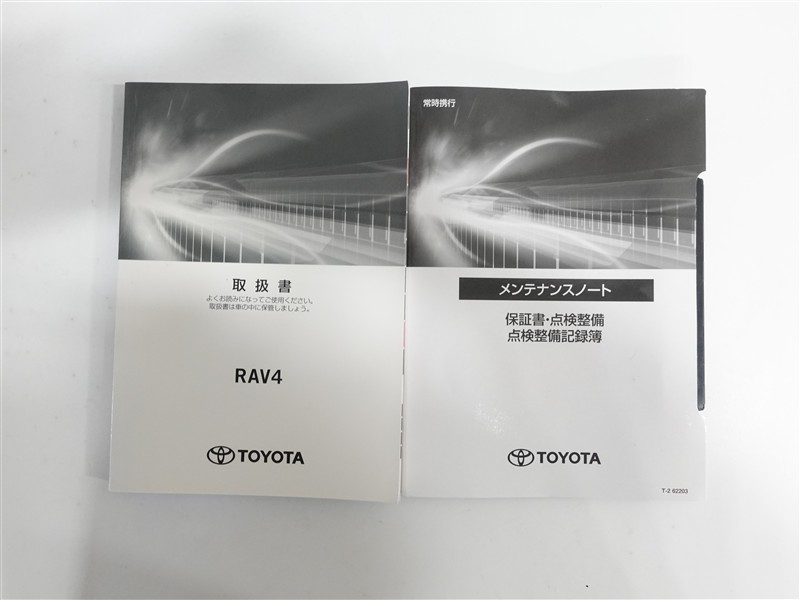 取扱書
よくお読みになってご使用ください。
取扱書は車の中に保管しましょう。
RAV4
TOYOTA
常時携行
メンテナンスノート
保証書・点検整備
点検整備記録簿
TOYOTA
T-2 62203